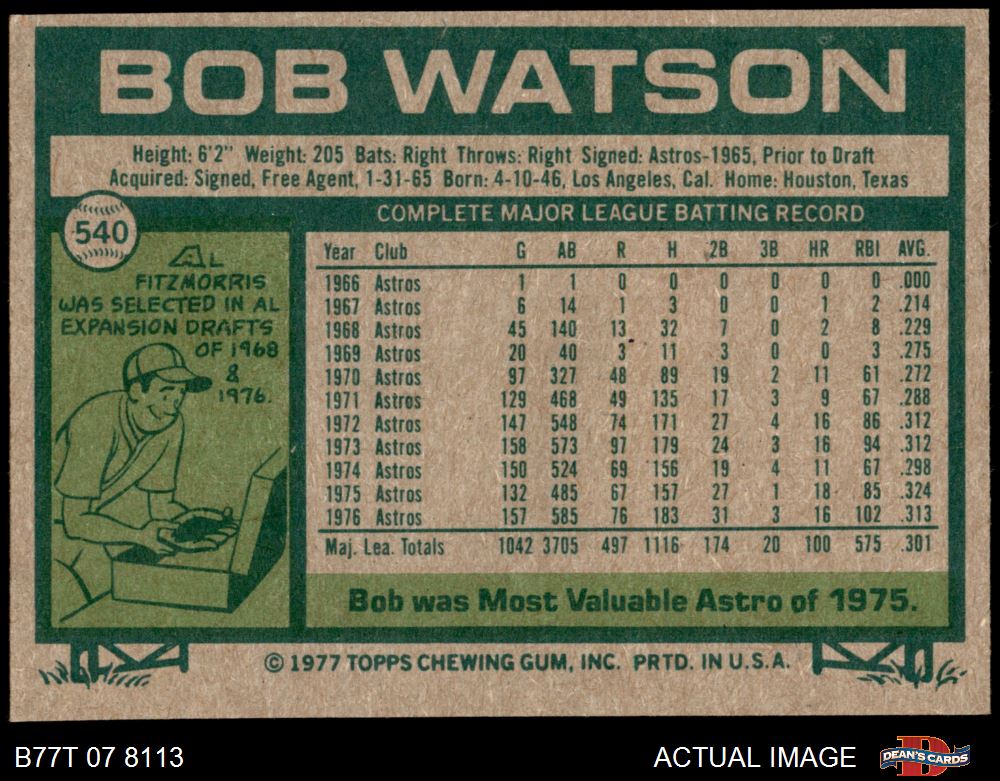 BOB WATSON
Height: 6'2" Weight: 205 Bats: Right Throws: Right Signed: Astros-1965, Prior to Draft
Acquired: Signed, Free Agent, 1-31-65 Born: 4-10-46, Los Angeles, Cal. Home: Houston, Texas
540
AL
FITZMORRIS
WAS SELECTED IN AL
EXPANSION DRAFTS
OF 1968
&
1976.
COMPLETE MAJOR LEAGUE BATTING RECORD
Year Club G AB R H 2B 3B HR RBI AVG.
1966 Astros 1 1 0 0 0 0 0 0 .000
1967 Astros 6 14 1 3 0 0 1 2 .214
1968 Astros 45 140 13 32 7 0 2 8 .229
1969 Astros 20 40 3 11 3 0 0 3 .275
1970 Astros 97 327 48 89 19 2 11 61 .272
1971 Astros 129 468 49 135 17 3 9 67 .288
1972 Astros 147 548 74 171 27 4 16 86 .312
1973 Astros 158 573 97 179 24 3 16 94 .312
1974 Astros 150 524 69 156 19 4 11 67 .298
1975 Astros 132 485 67 157 27 1 18 85 .324
1976 Astros 157 585 76 183 31 3 16 102 .313
Maj. Lea. Totals 1042 3705 497 1116 174 20 100 575 .301
Bob was Most Valuable Astro of 1975.
© 1977 TOPPS CHEWING GUM, INC. PRTD. IN U.S.A.
B77T 07 8113
ACTUAL IMAGE
DEAN'S CARDS